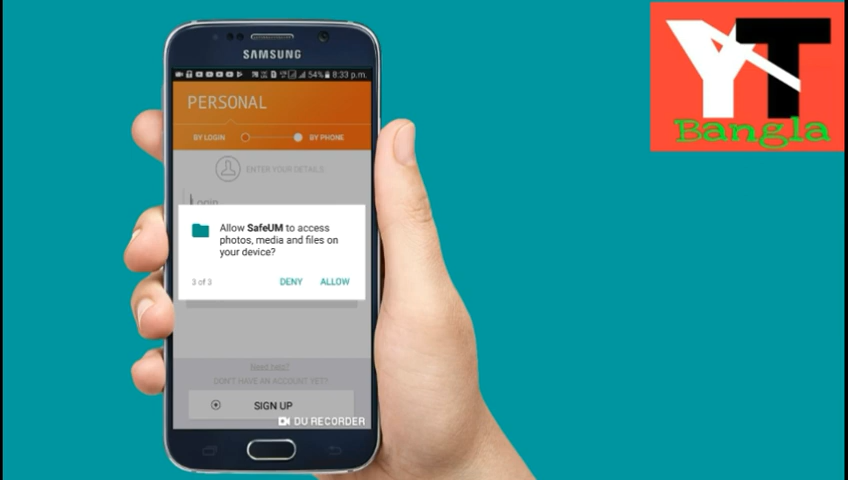 SAMSUNG
54% 8:33 p.m.
PERSONAL
BY LOGIN
BY PHONE
ENTER YOUR DETAILS
Login
Allow SafeUM to access
photos, media and files on
your device?
3 of 3
DENY
ALLOW
Need help?
DON'T HAVE AN ACCOUNT YET?
SIGN UP
DU RECORDER
YT
Bangla